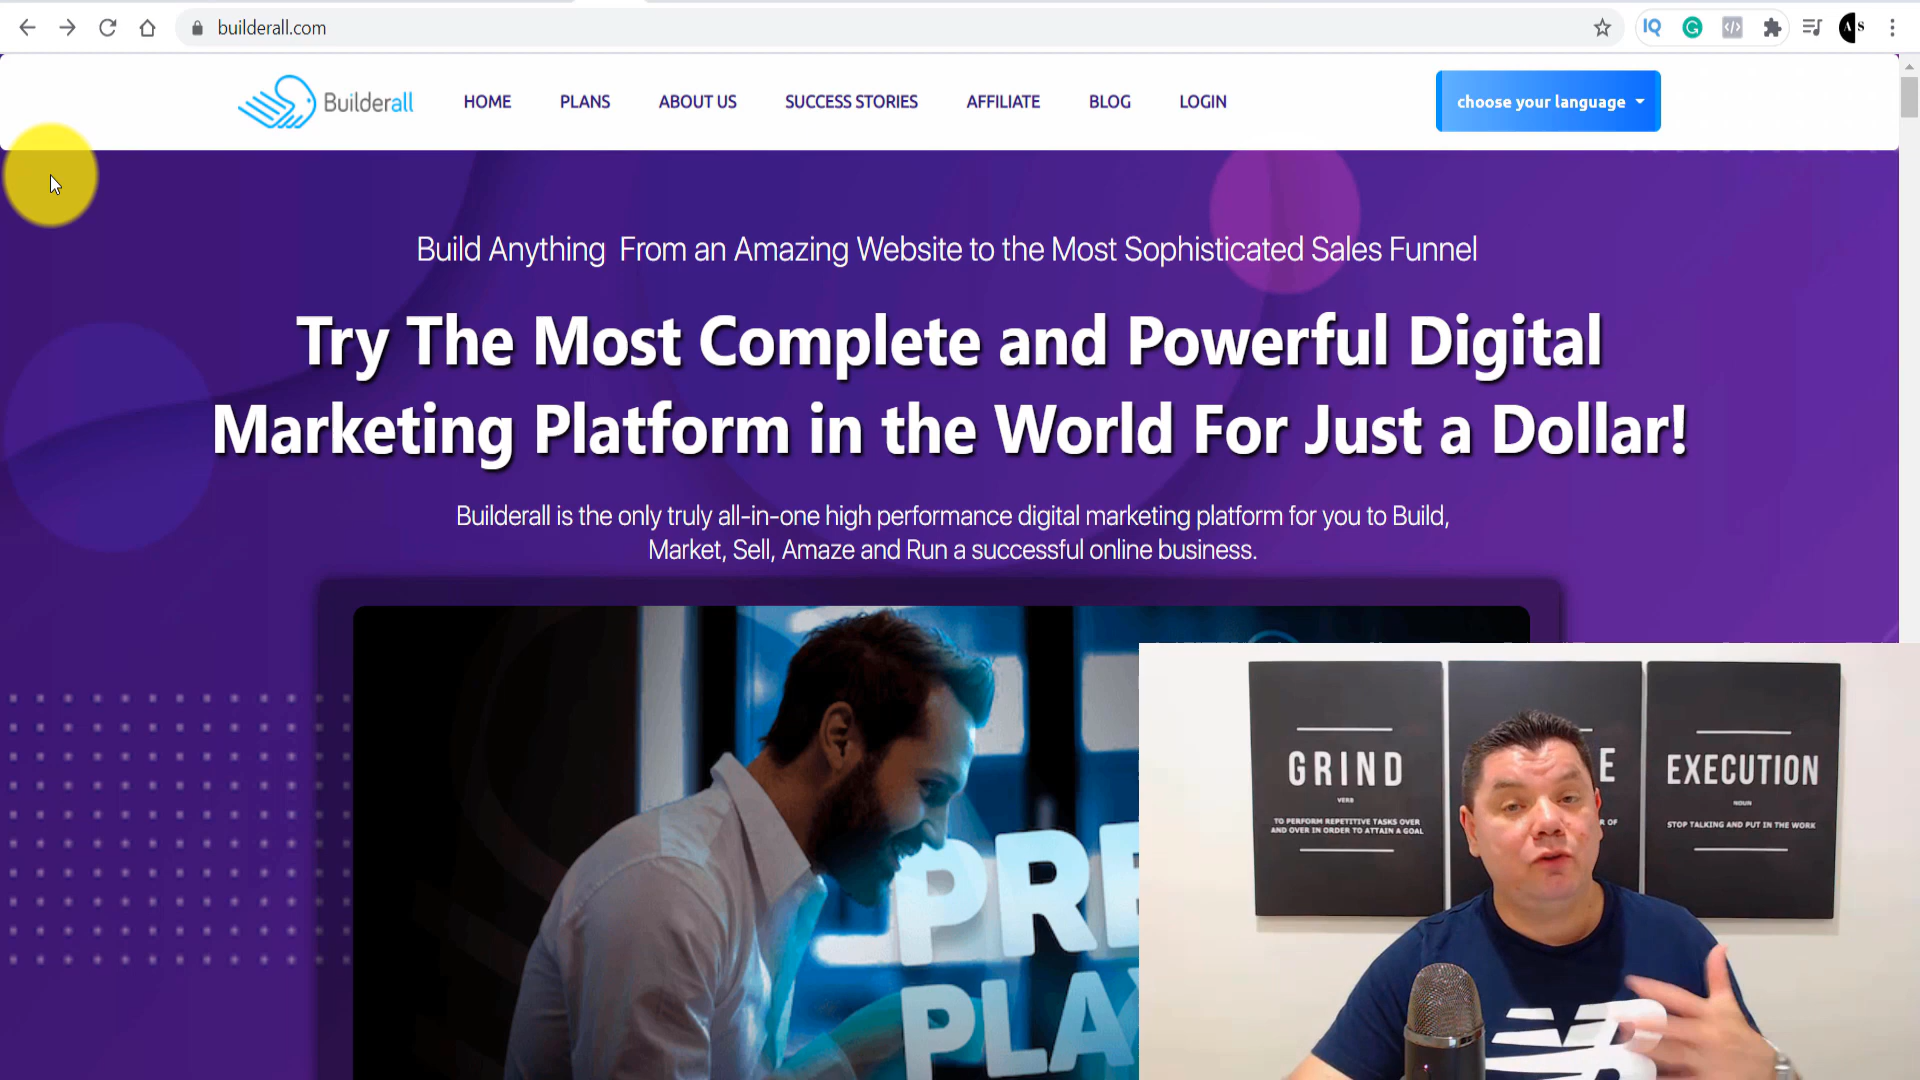 builderall.com
IQ
G
</>
A S
Builderall
HOME
PLANS
ABOUT US
SUCCESS STORIES
AFFILIATE
BLOG
LOGIN
choose your language
Build Anything From an Amazing Website to the Most Sophisticated Sales Funnel
Try The Most Complete and Powerful Digital
Marketing Platform in the World For Just a Dollar!
Builderall is the only truly all-in-one high performance digital marketing platform for you to Build,
Market, Sell, Amaze and Run a successful online business.
PRE
PLA
GRIND
VERB
TO PERFORM REPETITIVE TASKS OVER
AND OVER IN ORDER TO ATTAIN A GOAL
E
R OF
EXECUTION
NOUN
STOP TALKING AND PUT IN THE WORK